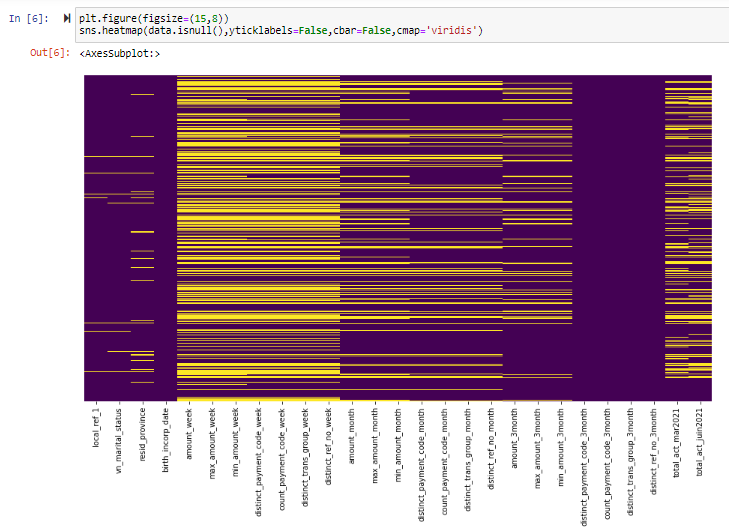 In [6]:
plt.figure(figsize=(15,8))
sns.heatmap(data.isnull(),yticklabels=False,cbar=False,cmap='viridis')
Out[6]: <AxesSubplot:>
local_ref_1
vn_marital_status
resid_province
birth_incorp_date
amount_week
max_amount_week
min_amount_week
distinct_payment_code_week
count_payment_code_week
distinct_trans_group_week
distinct_ref_no_week
amount_month
max_amount_month
min_amount_month
distinct_payment_code_month
count_payment_code_month
distinct_trans_group_month
distinct_ref_no_month
amount_3month
max_amount_3month
min_amount_3month
distinct_payment_code_3month
count_payment_code_3month
distinct_trans_group_3month
distinct_ref_no_3month
total_act_mar2021
total_act_juin2021